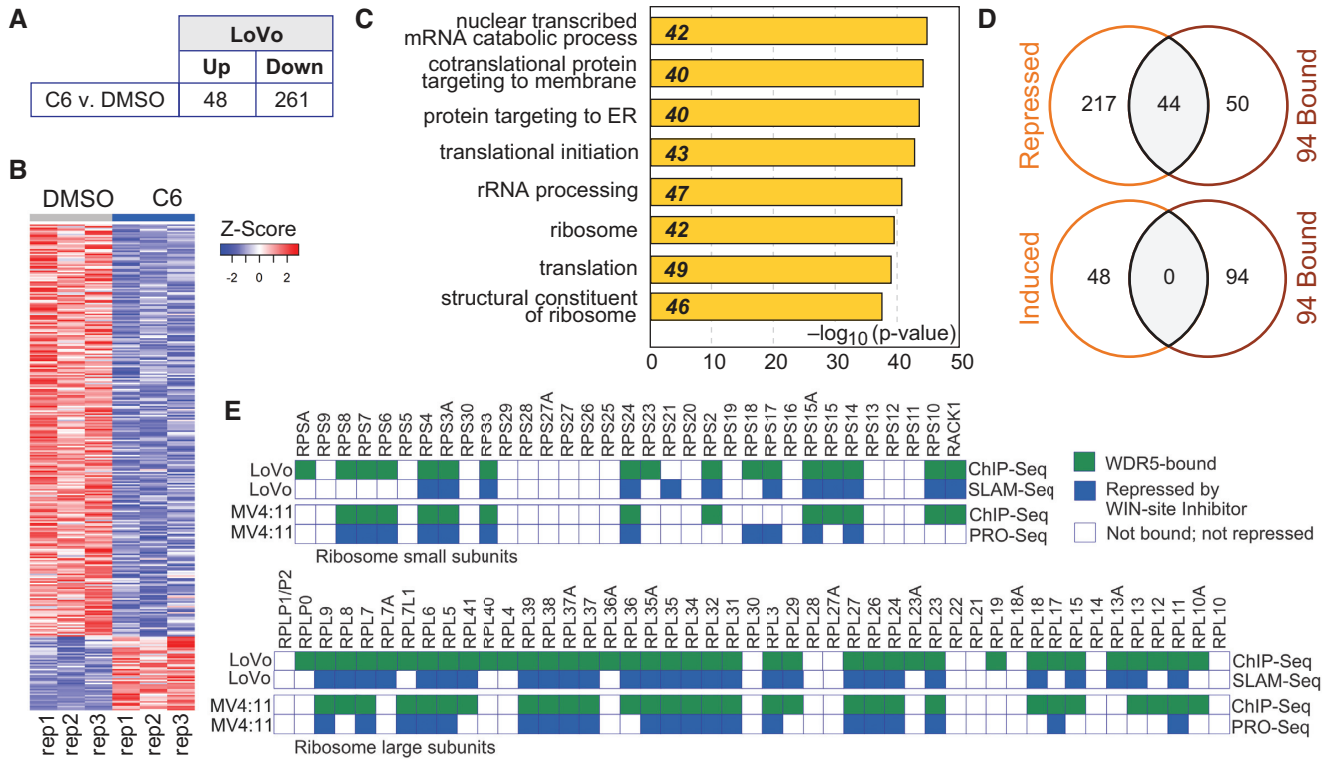 A
LoVo
Up Down
C6 v. DMSO 48 261
B
DMSO C6
Z-Score
-2 0 2
rep1 rep2 rep3 rep1 rep2 rep3
C
nuclear transcribed
mRNA catabolic process
42
cotranslational protein
targeting to membrane
40
protein targeting to ER
40
translational initiation
43
rRNA processing
47
ribosome
42
translation
49
structural constituent
of ribosome
46
–log10 (p-value)
0 10 20 30 40 50
D
Repressed
217 44 50
94 Bound
Induced
48 0 94
94 Bound
E
RPSA RPS9 RPS8 RPS7 RPS6 RPS5 RPS4 RPS3A RPS30 RP33 RPS29 RPS28 RPS27A RPS27 RPS26 RPS25 RPS24 RPS23 RPS21 RPS20 RPS2 RPS19 RPS18 RPS17 RPS16 RPS15A RPS15 RPS14 RPS13 RPS12 RPS11 RPS10 RACK1
LoVo ChIP-Seq
LoVo SLAM-Seq
MV4:11 ChIP-Seq
MV4:11 PRO-Seq
Ribosome small subunits
WDR5-bound
Repressed by
WIN-site Inhibitor
Not bound; not repressed
RPLP1/P2 RPLP0 RPL9 RPL8 RPL7 RPL7A RPL7L1 RPL6 RPL5 RPL41 RPL40 RPL4 RPL39 RPL38 RPL37A RPL37 RPL36A RPL36 RPL35A RPL35 RPL34 RPL32 RPL31 RPL30 RPL3 RPL29 RPL28 RPL27A RPL27 RPL26 RPL24 RPL23A RPL23 RPL22 RPL21 RPL19 RPL18A RPL18 RPL17 RPL15 RPL14 RPL13A RPL13 RPL12 RPL11 RPL10A RPL10
LoVo ChIP-Seq
LoVo SLAM-Seq
MV4:11 ChIP-Seq
MV4:11 PRO-Seq
Ribosome large subunits